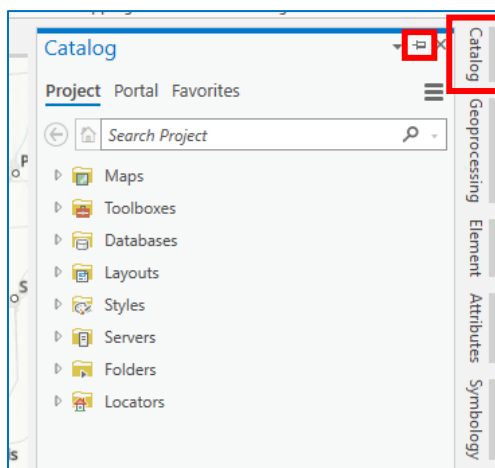 Catalog
Project Portal Favorites
Search Project
Maps
Toolboxes
Databases
Layouts
Styles
Servers
Folders
Locators
Catalog
Geoprocessing
Element
Attributes
Symbology